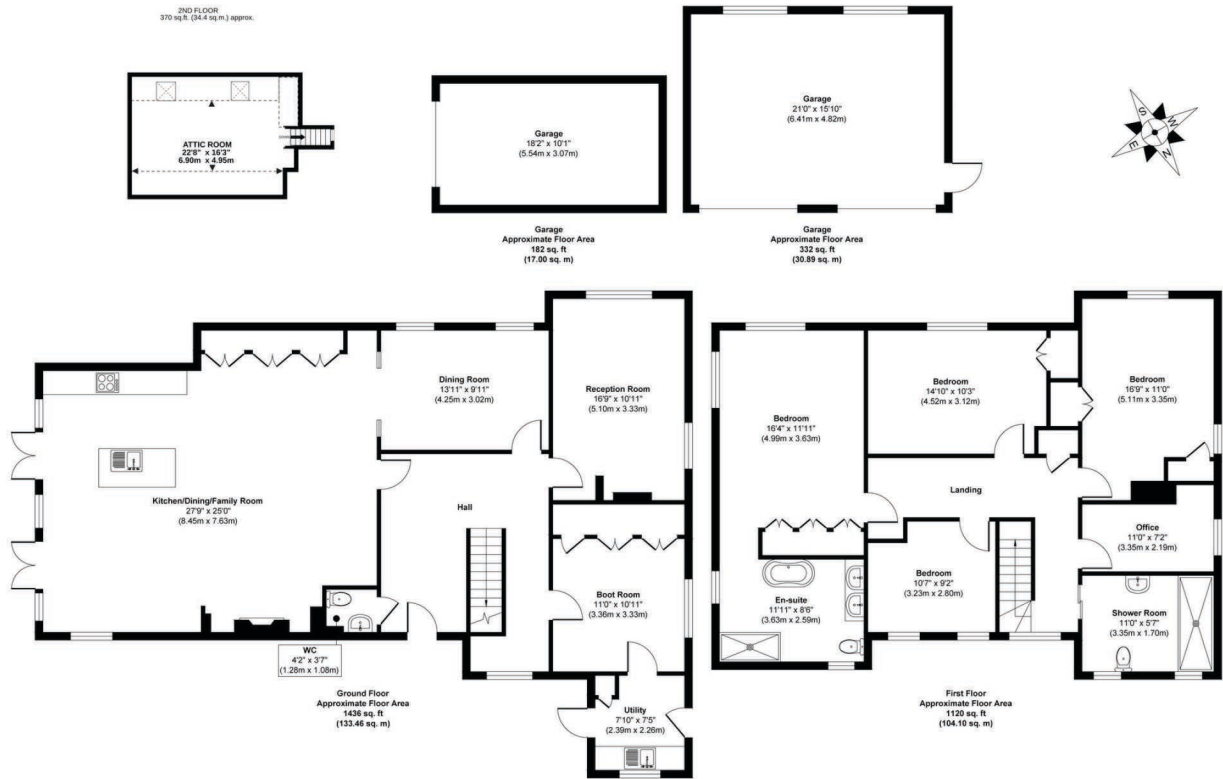 2ND FLOOR
370 sq.ft. (34.4 sq.m.) approx.
ATTIC ROOM
22'8" x 16'3"
6.90m x 4.95m
Garage
18'2" x 10'1"
(5.54m x 3.07m)
Garage
Approximate Floor Area
182 sq. ft
(17.00 sq. m)
Garage
21'0" x 15'10"
(6.41m x 4.82m)
Garage
Approximate Floor Area
332 sq. ft
(30.89 sq. m)
S
W
E
N
Dining Room
13'11" x 9'11"
(4.25m x 3.02m)
Reception Room
16'9" x 10'11"
(5.10m x 3.33m)
Kitchen/Dining/Family Room
27'9" x 25'0"
(8.45m x 7.63m)
Hall
Boot Room
11'0" x 10'11"
(3.36m x 3.33m)
WC
4'2" x 3'7"
(1.28m x 1.08m)
Utility
7'10" x 7'5"
(2.39m x 2.26m)
Ground Floor
Approximate Floor Area
1436 sq. ft
(133.46 sq. m)
Bedroom
16'4" x 11'11"
(4.99m x 3.63m)
Bedroom
14'10" x 10'3"
(4.52m x 3.12m)
Bedroom
16'9" x 11'0"
(5.11m x 3.35m)
Landing
Office
11'0" x 7'2"
(3.35m x 2.19m)
Bedroom
10'7" x 9'2"
(3.23m x 2.80m)
En-suite
11'11" x 8'6"
(3.63m x 2.59m)
Shower Room
11'0" x 5'7"
(3.35m x 1.70m)
First Floor
Approximate Floor Area
1120 sq. ft
(104.10 sq. m)